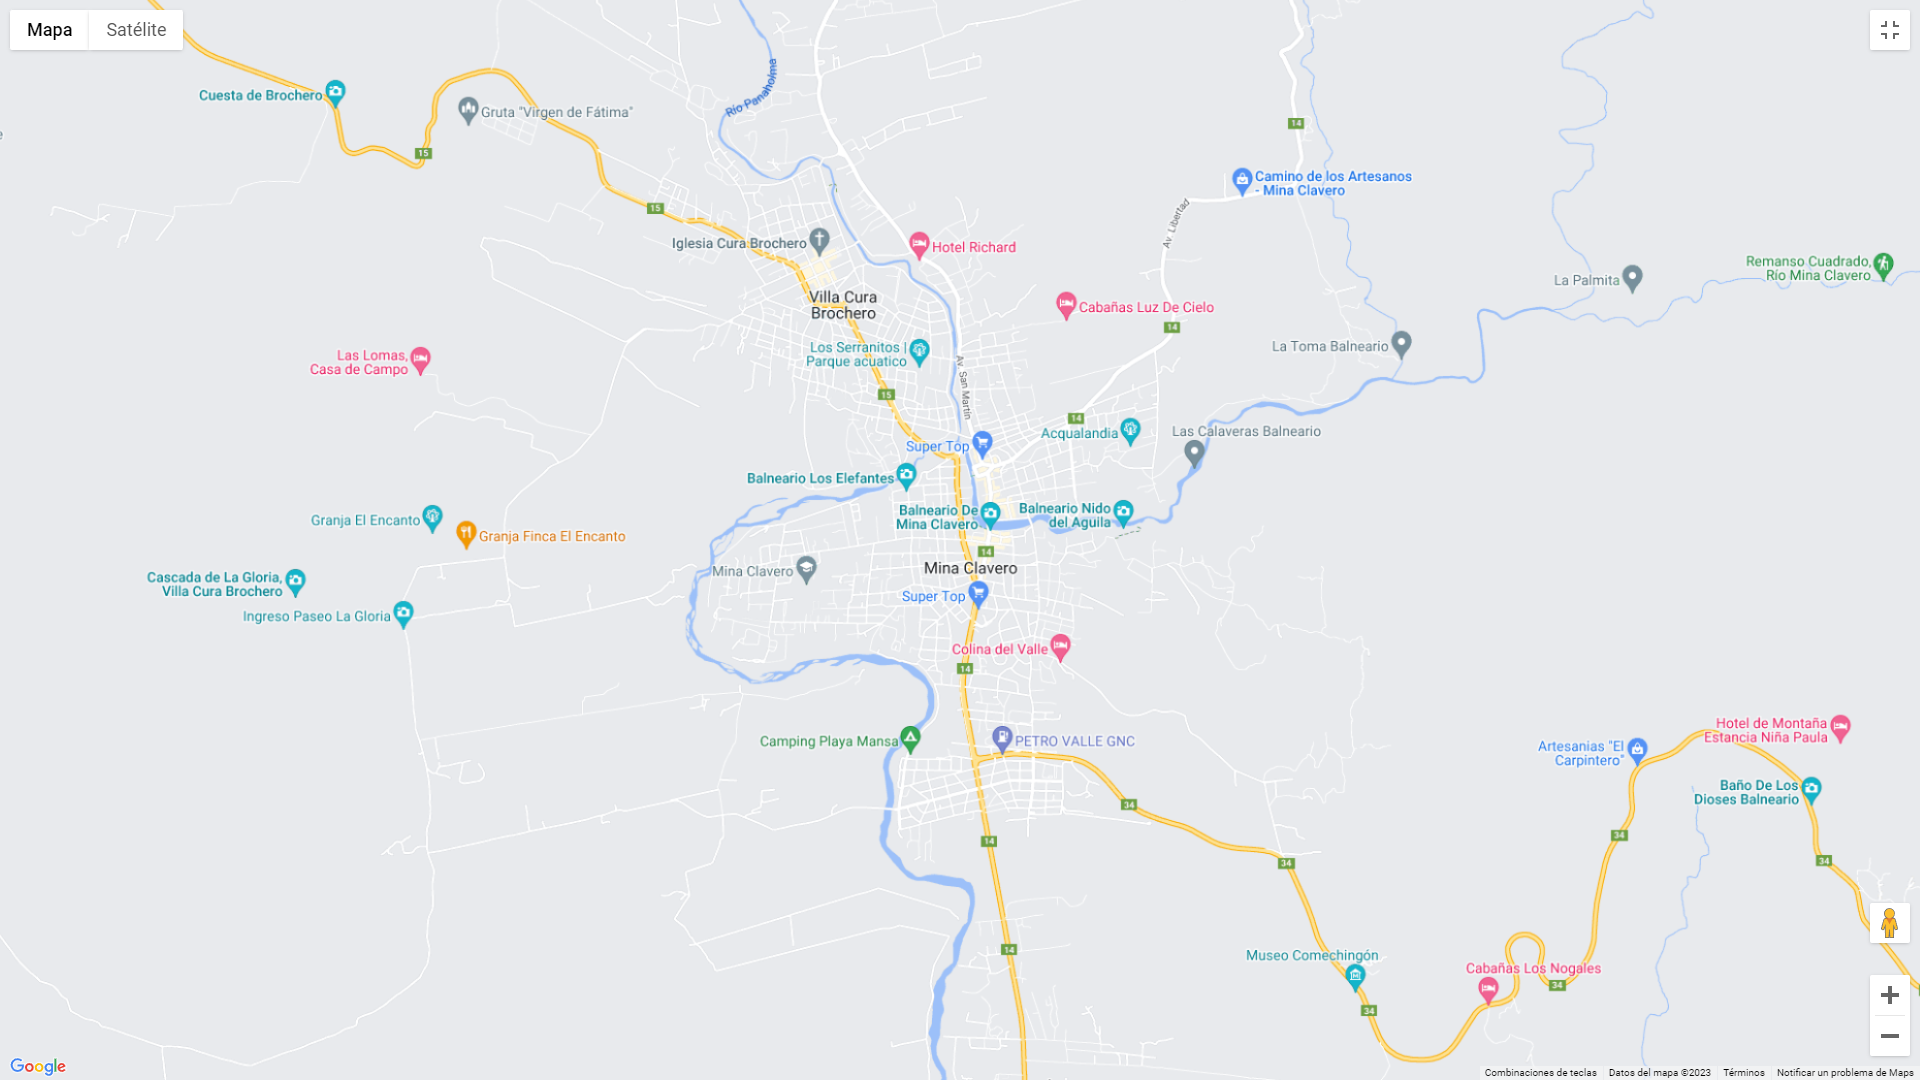 Mapa
Satélite
Río Panaholma
Cuesta de Brochero
Gruta "Virgen de Fátima"
15
14
Camino de los Artesanos
- Mina Clavero
15
Av. Libertad
Iglesia Cura Brochero
Hotel Richard
Remanso Cuadrado,
Río Mina Clavero
La Palmita
Villa Cura
Brochero
Cabañas Luz De Cielo
14
La Toma Balneario
Los Serranitos |
Parque acuatico
Las Lomas,
Casa de Campo
Av. San Martín
15
14
Acqualandia
Las Calaveras Balneario
Super Top
Balneario Los Elefantes
Balneario De
Mina Clavero
Balneario Nido
del Aguila
Granja El Encanto
Granja Finca El Encanto
14
Mina Clavero
Mina Clavero
Cascada de La Gloria,
Villa Cura Brochero
Super Top
Ingreso Paseo La Gloria
Colina del Valle
14
Hotel de Montaña
Estancia Niña Paula
Camping Playa Mansa
PETRO VALLE GNC
Artesanias "El
Carpintero"
Baño De Los
Dioses Balneario
34
14
34
34
34
14
Museo Comechingón
Cabañas Los Nogales
34
34
Google
Combinaciones de teclas
Datos del mapa ©2023
Términos
Notificar un problema de Maps